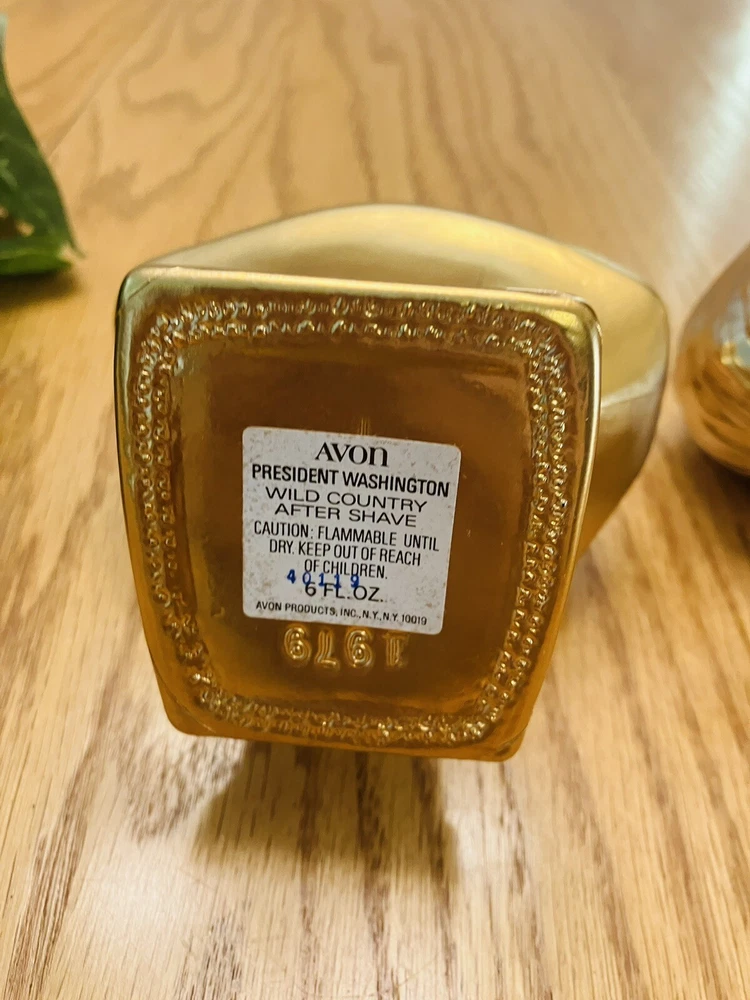 AVON
PRESIDENT WASHINGTON
WILD COUNTRY
AFTER SHAVE
CAUTION: FLAMMABLE UNTIL
DRY. KEEP OUT OF REACH
OF CHILDREN.
40119
6 FL. OZ.
AVON PRODUCTS, INC., N.Y., N.Y. 10019
1979